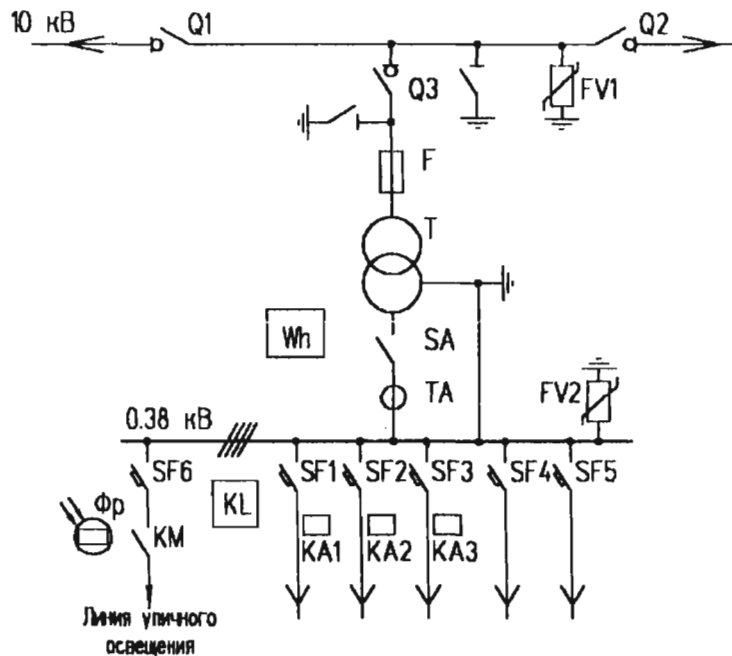 10 кВ
Q1
Q2
Q3
FV1
F
T
Wh
SA
TA
FV2
0.38 кВ
SF6
SF1
SF2
SF3
SF4
SF5
Фр
KL
KM
KA1
KA2
KA3
Линия уличного
освещения